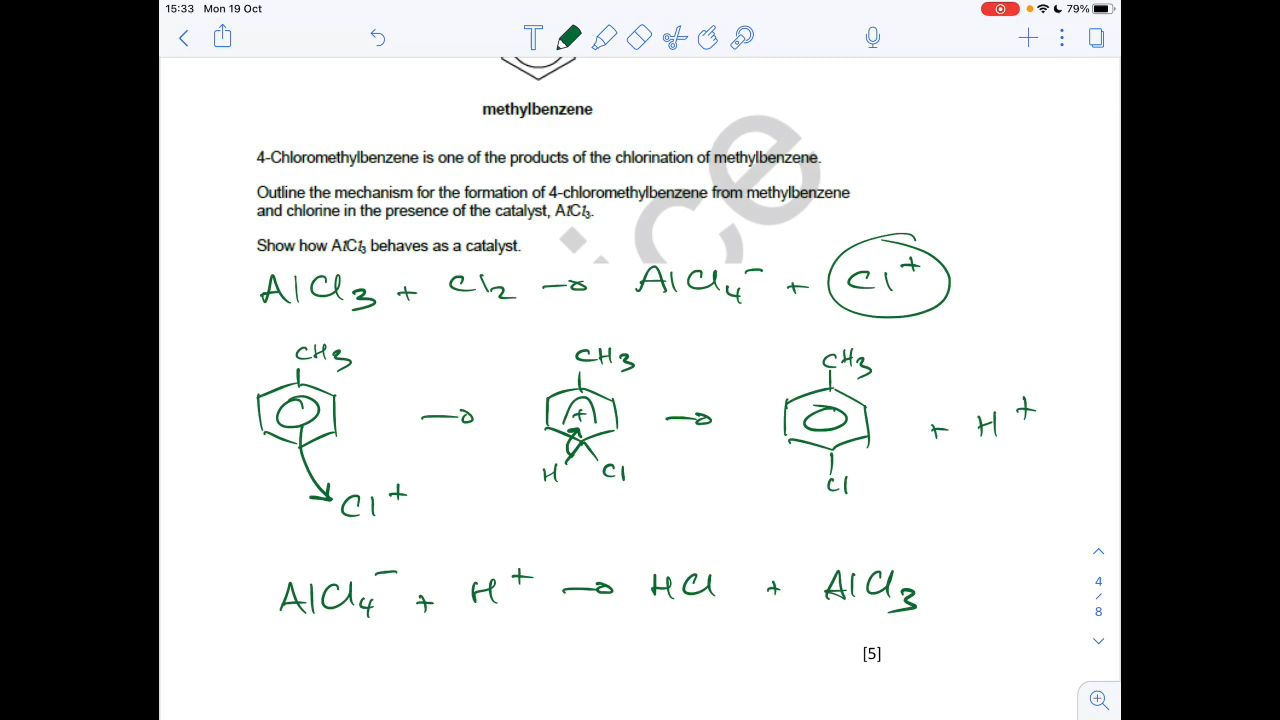 15:33 Mon 19 Oct
79%
T
methylbenzene
4-Chloromethylbenzene is one of the products of the chlorination of methylbenzene.
Outline the mechanism for the formation of 4-chloromethylbenzene from methylbenzene
and chlorine in the presence of the catalyst, AlCl₃.
Show how AlCl₃ behaves as a catalyst.
AlCl₃ + Cl₂ → AlCl₄⁻ + Cl⁺
CH₃ CH₃ CH₃
+ + H⁺
H Cl Cl
Cl⁺
AlCl₄⁻ + H⁺ → HCl + AlCl₃
4
/
8
[5]